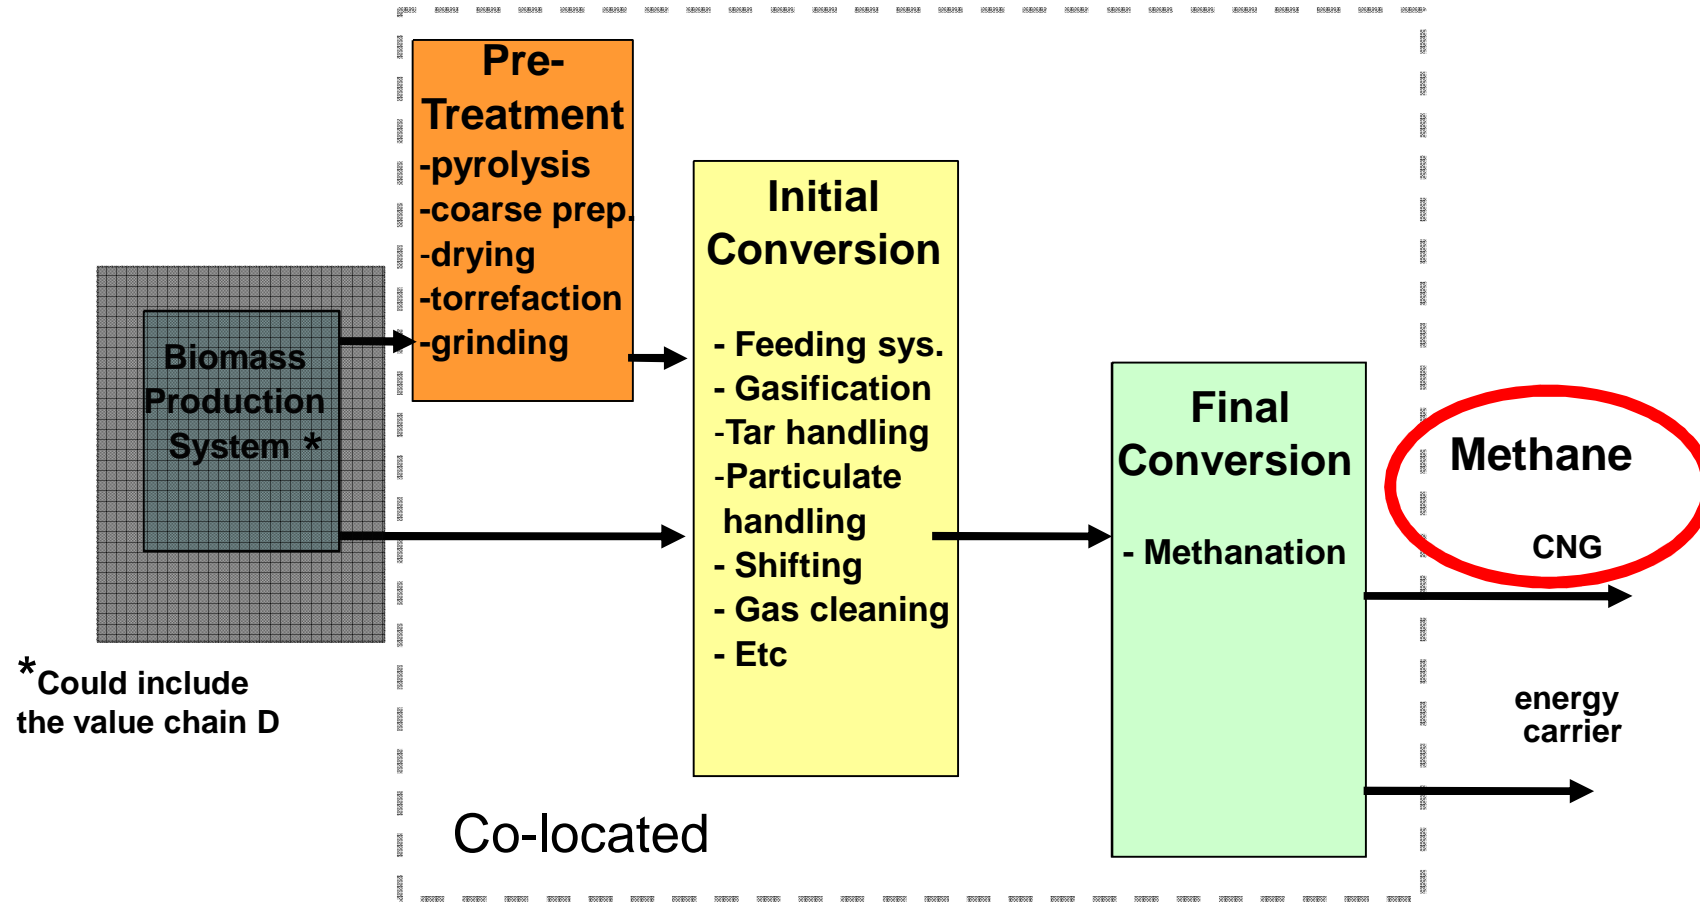 Pre-
Treatment
-pyrolysis
-coarse prep.
-drying
-torrefaction
-grinding
Biomass
Production
System *
*Could include
the value chain D
Initial
Conversion
- Feeding sys.
- Gasification
-Tar handling
-Particulate
handling
- Shifting
- Gas cleaning
- Etc
Final
Conversion
- Methanation
Methane
CNG
energy
carrier
Co-located